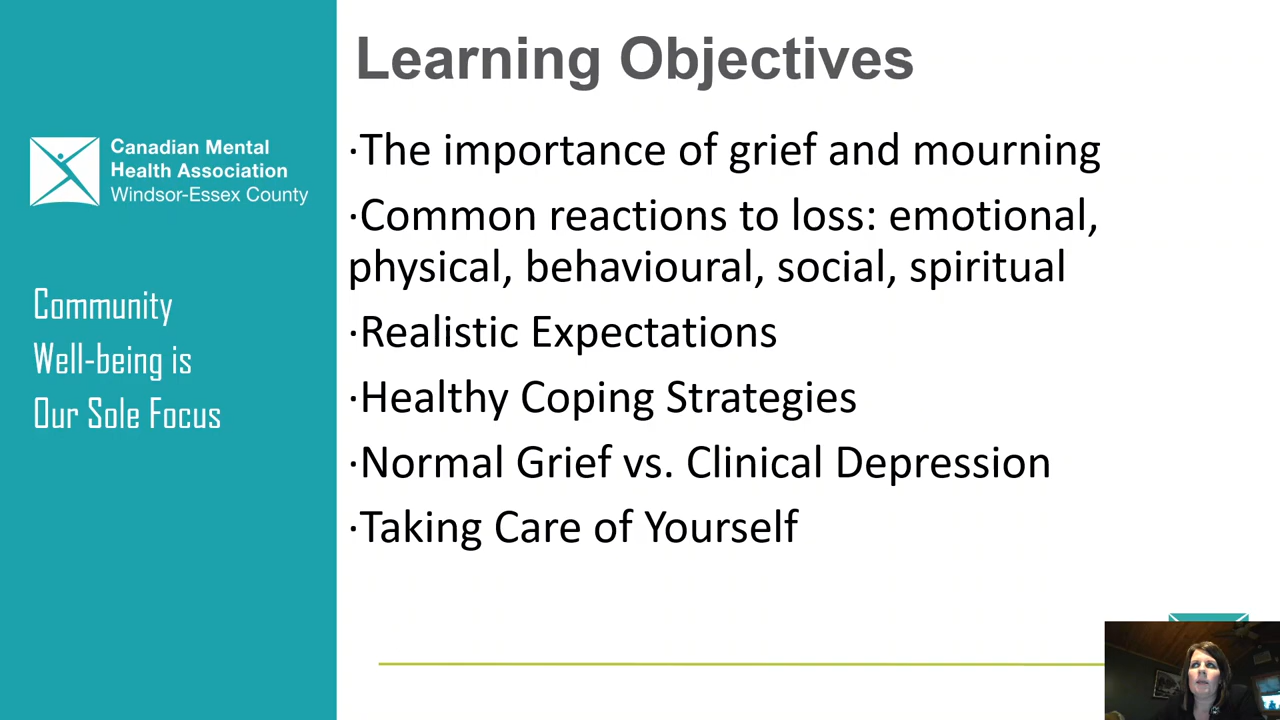 Learning Objectives
Canadian Mental
Health Association
Windsor-Essex County
Community
Well-being is
Our Sole Focus
·The importance of grief and mourning
·Common reactions to loss: emotional,
physical, behavioural, social, spiritual
·Realistic Expectations
·Healthy Coping Strategies
·Normal Grief vs. Clinical Depression
·Taking Care of Yourself